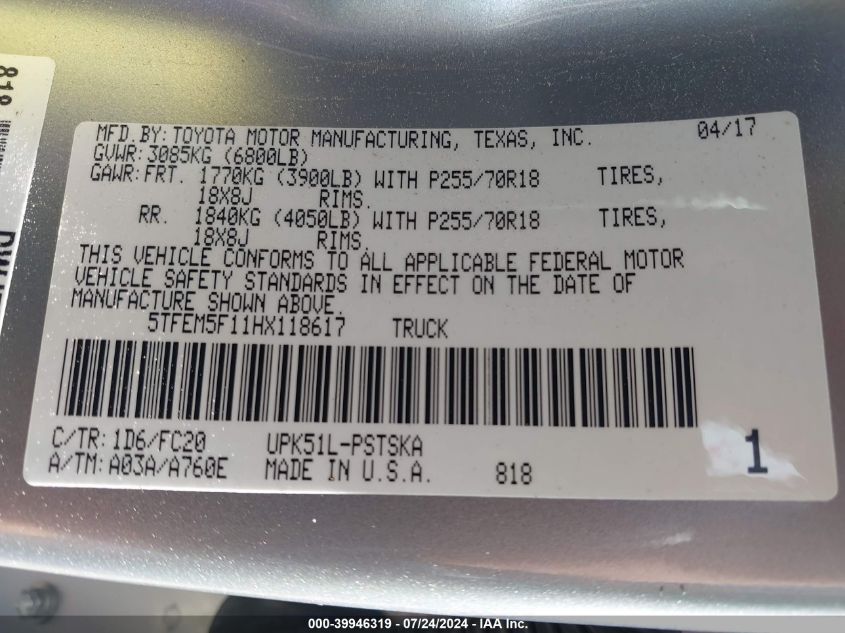 MFD.BY: TOYOTA MOTOR MANUFACTURING, TEXAS, INC. 04/17
GVWR: 3085KG (6800LB)
GAWR: FRT. 1770KG (3900LB) WITH P255/70R18 TIRES,
18X8J RIMS.
RR. 1840KG (4050LB) WITH P255/70R18 TIRES,
18X8J RIMS.
THIS VEHICLE CONFORMS TO ALL APPLICABLE FEDERAL MOTOR
VEHICLE SAFETY STANDARDS IN EFFECT ON THE DATE OF
MANUFACTURE SHOWN ABOVE.
5TFEM5F11HX118617 TRUCK
C/TR: 1D6/FC20 UPK51L-PSTSKA
A/TM: A03A/A760E MADE IN U.S.A. 818
1
818
000-39946319 / 07/24/2024 - IAA Inc.